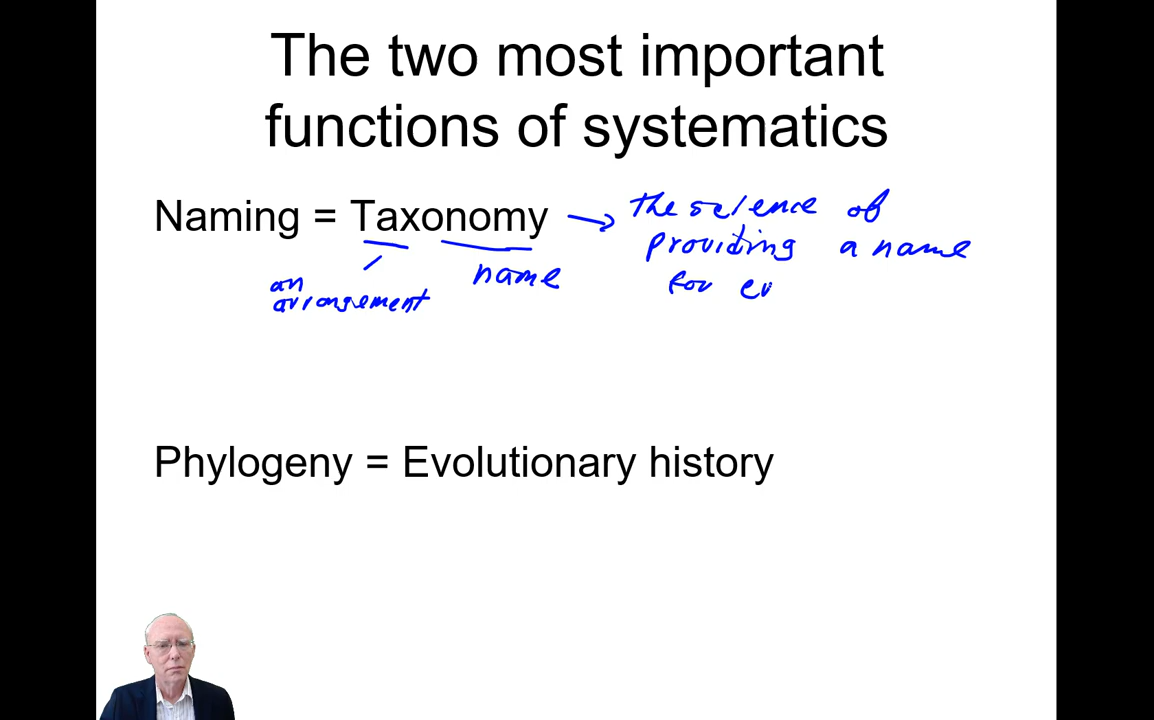 The two most important
functions of systematics
Naming = Taxonomy → the science of
providing a name
for ev
an
arrangement
name
Phylogeny = Evolutionary history